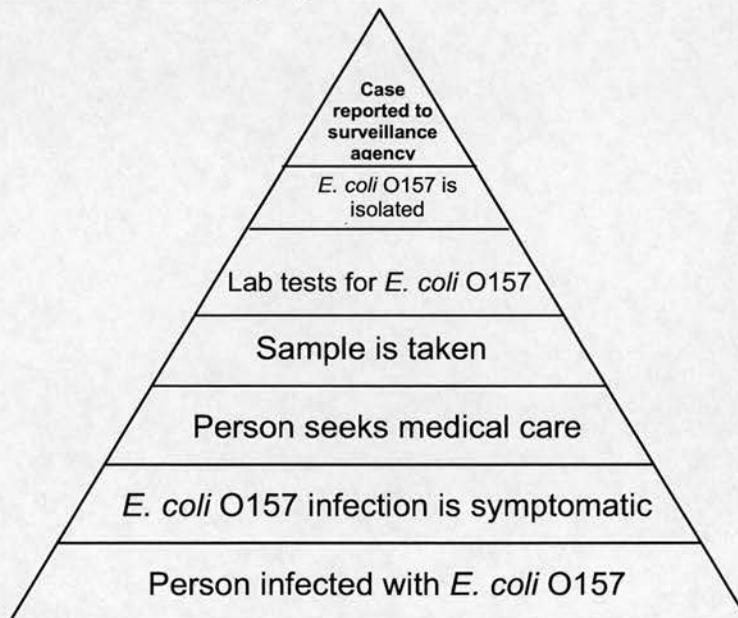 Case
reported to
surveillance
agency
E. coli O157 is
isolated
Lab tests for E. coli O157
Sample is taken
Person seeks medical care
E. coli O157 infection is symptomatic
Person infected with E. coli O157